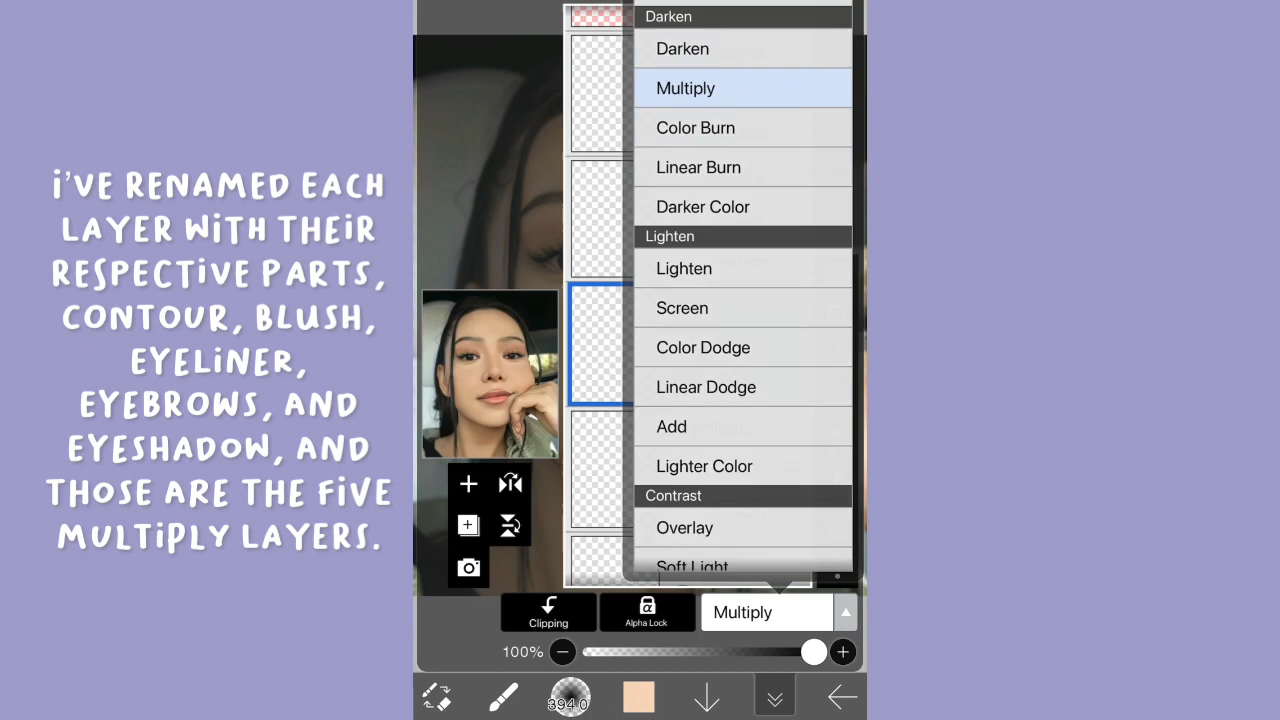 i'VE RENAMED EACH
LAYER WiTH THEiR
RESPECTiVE PARTS,
CONTOUR, BLUSH,
EYELiNER,
EYEBROWS, AND
EYESHADOW, AND
THOSE ARE THE FiVE
MULTiPLY LAYERS.
Darken
Darken
Multiply
Color Burn
Linear Burn
Darker Color
Lighten
Lighten
Screen
Color Dodge
Linear Dodge
Add
Lighter Color
Contrast
Overlay
Soft Light
Clipping
α
Alpha Lock
Multiply
100%
394.0